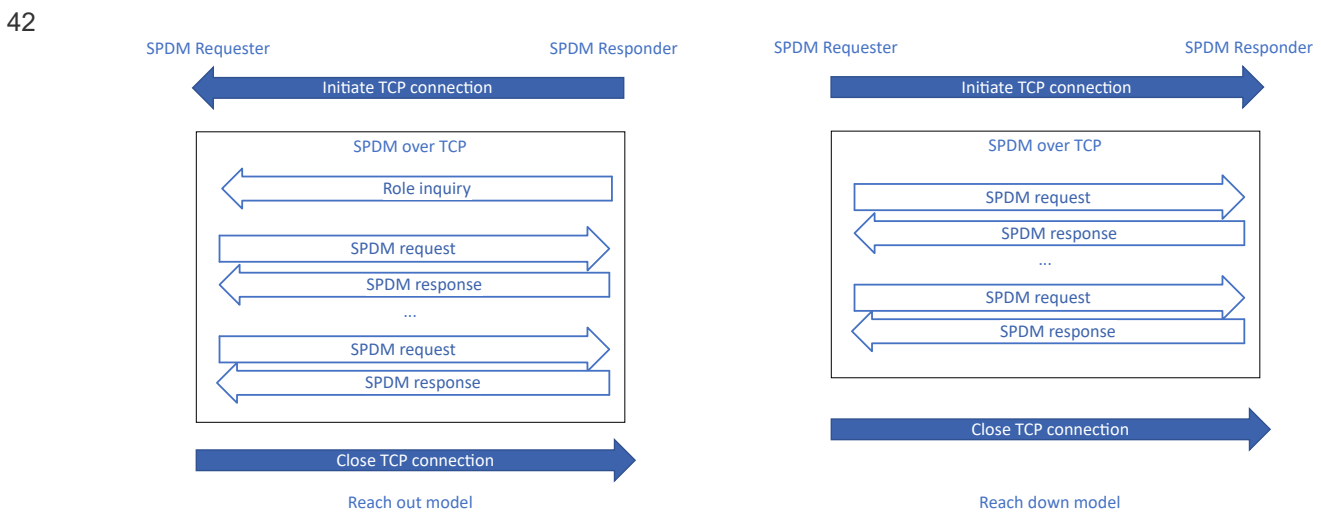 42
SPDM Requester
SPDM Responder
Initiate TCP connection
SPDM over TCP
Role inquiry
SPDM request
SPDM response
...
SPDM request
SPDM response
Close TCP connection
Reach out model
SPDM Requester
SPDM Responder
Initiate TCP connection
SPDM over TCP
SPDM request
SPDM response
...
SPDM request
SPDM response
Close TCP connection
Reach down model